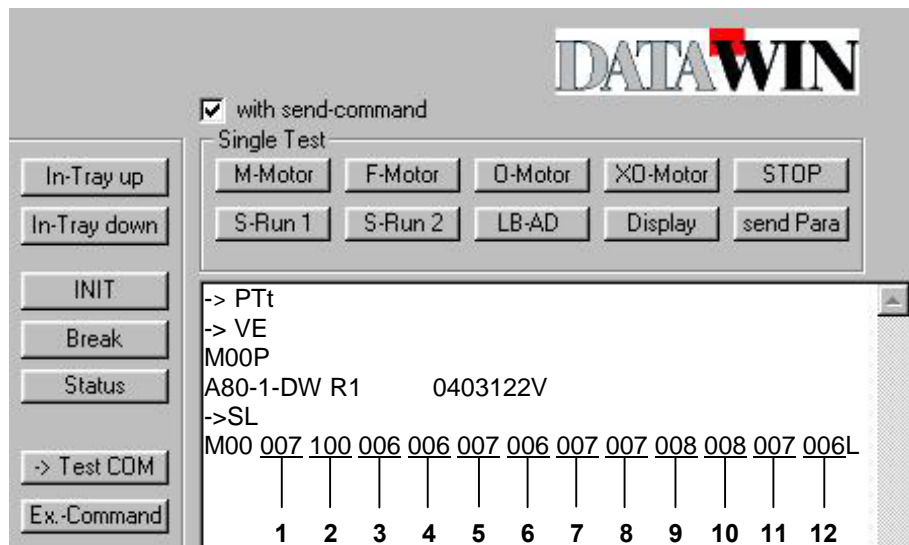 DATAWIN
with send-command
Single Test
In-Tray up
M-Motor F-Motor O-Motor XO-Motor STOP
In-Tray down
S-Run 1 S-Run 2 LB-AD Display send Para
INIT
Break
Status
-> Test COM
Ex.-Command
-> PTt
-> VE
M00P
A80-1-DW R1 0403122V
->SL
M00 007 100 006 006 007 006 007 007 008 008 007 006L
1 2 3 4 5 6 7 8 9 10 11 12